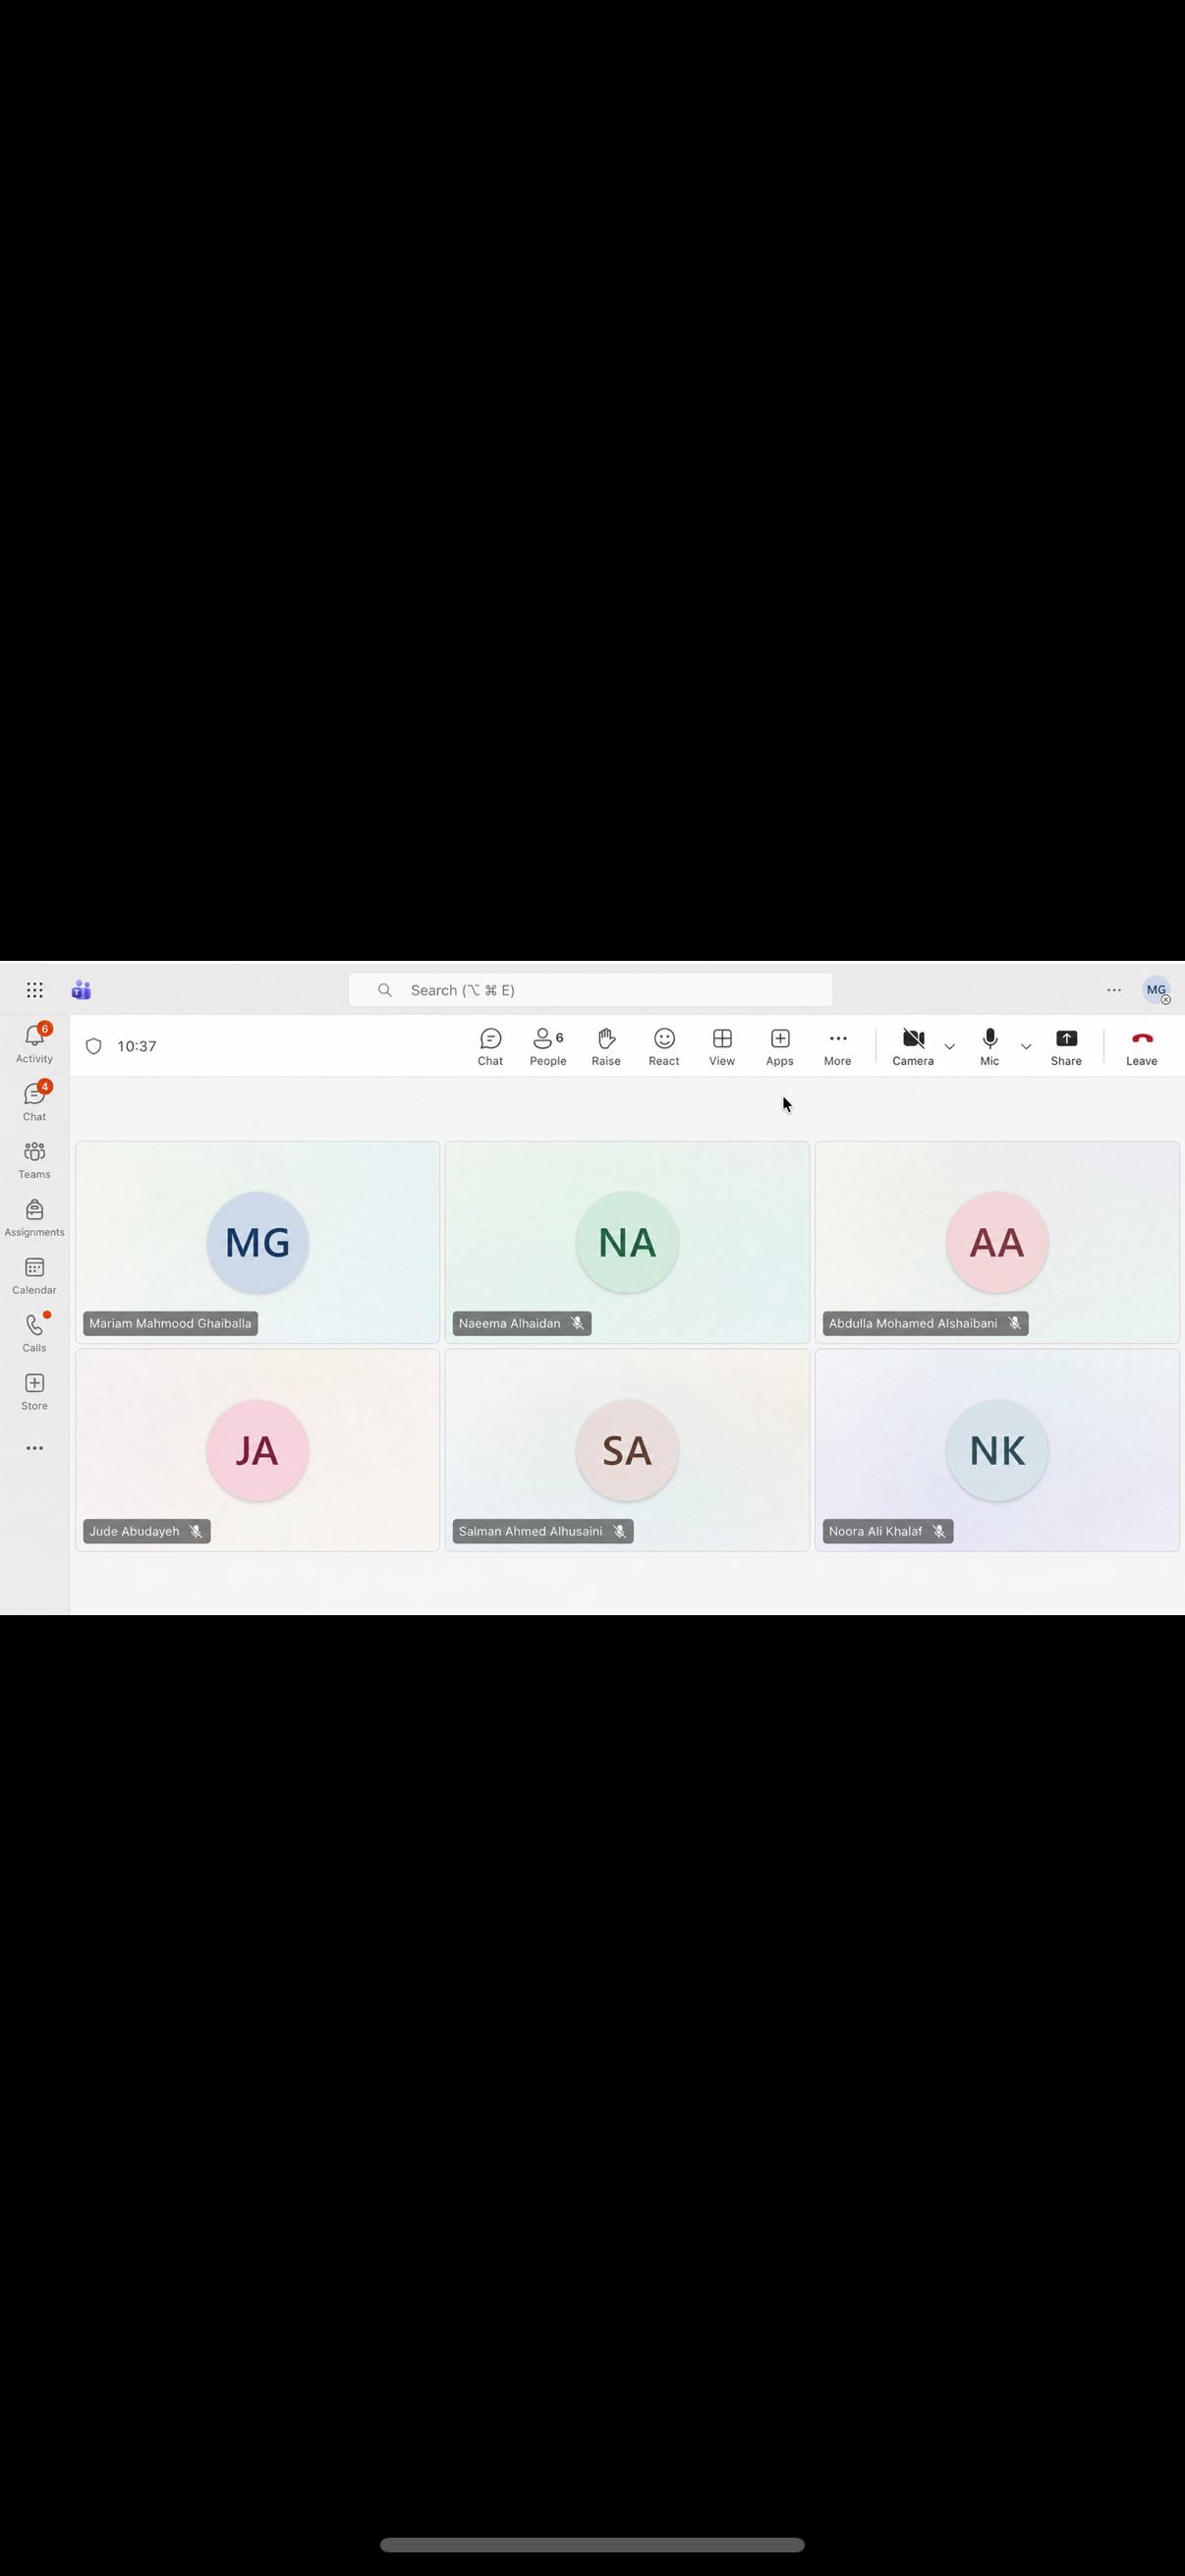 Search (⌥ ⌘ E)
MG
6
Activity
10:37
6
Chat
People
Raise
React
View
Apps
More
Camera
Mic
Share
Leave
4
Chat
Teams
Assignments
Calendar
Calls
Store
MG
Mariam Mahmood Ghaiballa
NA
Naeema Alhaidan
AA
Abdulla Mohamed Alshaibani
JA
Jude Abudayeh
SA
Salman Ahmed Alhusaini
NK
Noora Ali Khalaf